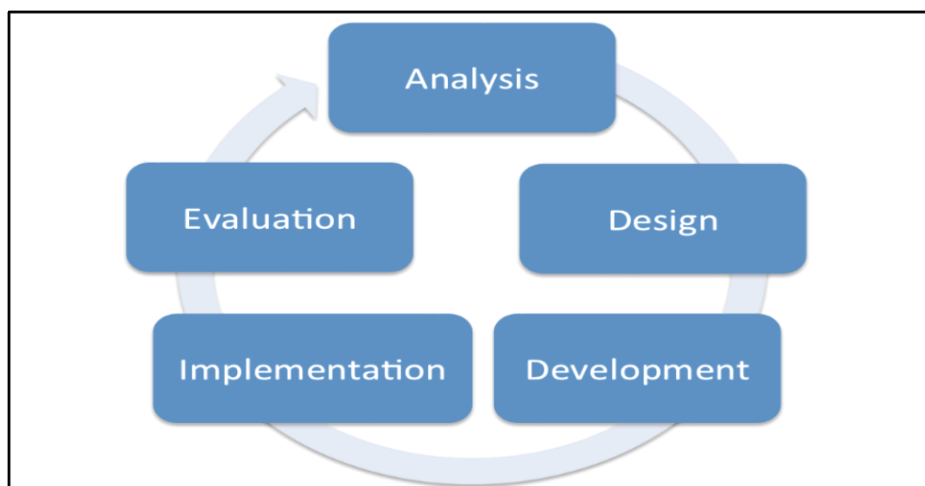 Analysis
Evaluation
Design
Implementation
Development